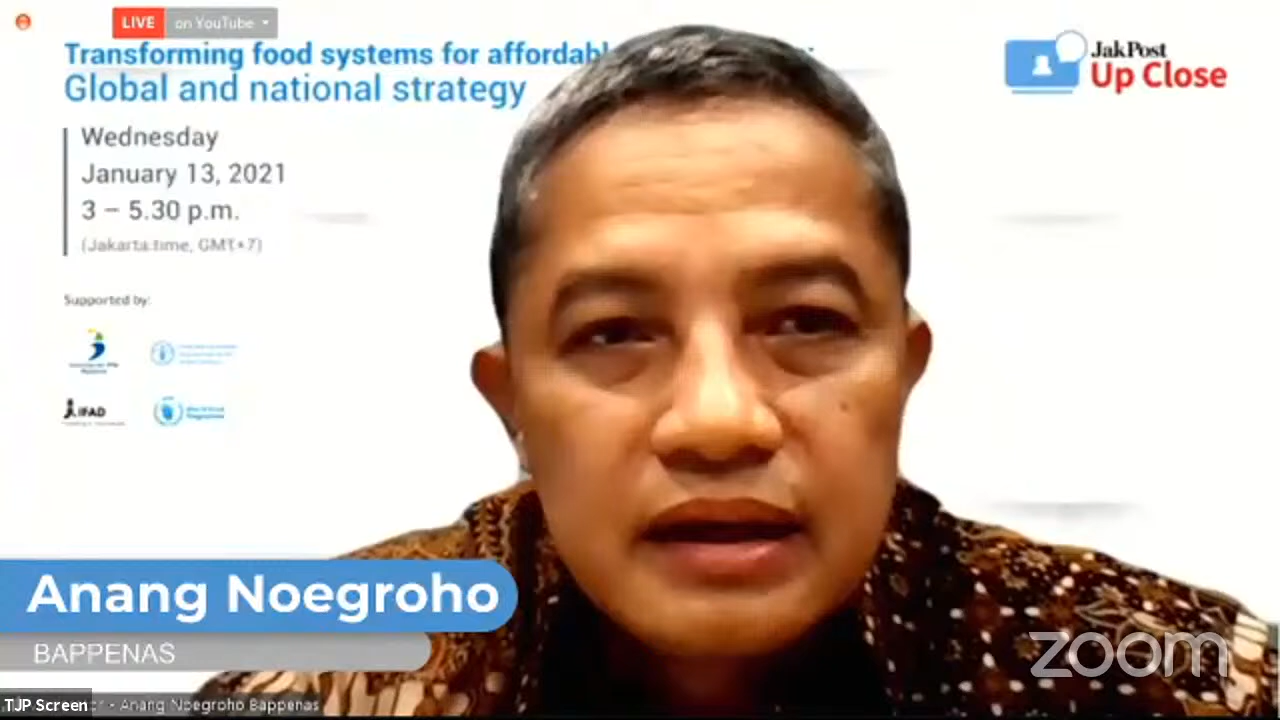 LIVE on YouTube
Transforming food systems for affordabl
Global and national strategy
Wednesday
January 13, 2021
3 – 5.30 p.m.
(Jakarta time, GMT+7)
Supported by:
IFAD
JakPost
Up Close
Anang Noegroho
BAPPENAS
zoom
TJP Screen
- Anang Noegroho Bappenas